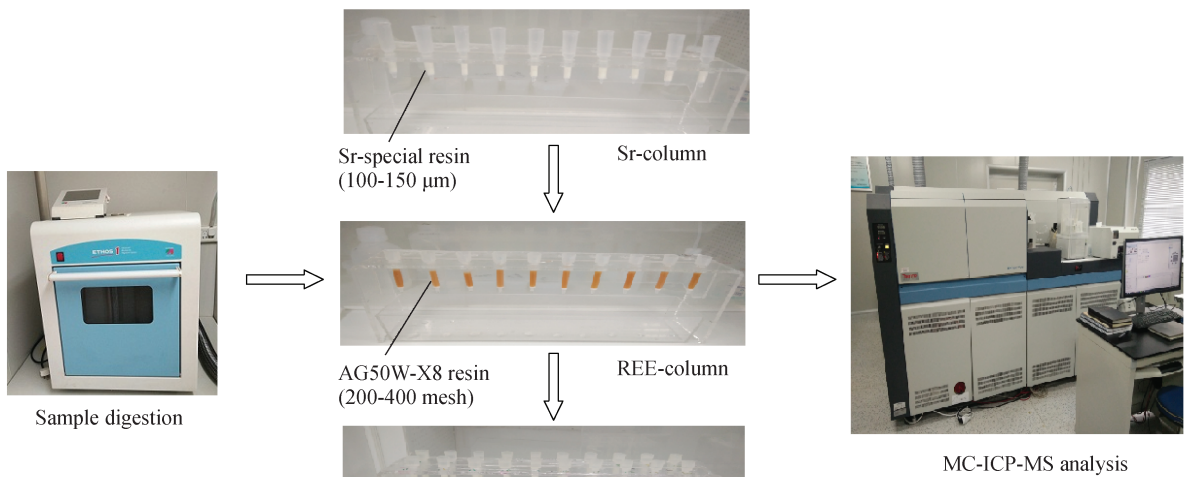 Sr-special resin
(100-150 μm)
Sr-column
ETHOS
Sample digestion
AG50W-X8 resin
(200-400 mesh)
REE-column
MC-ICP-MS analysis